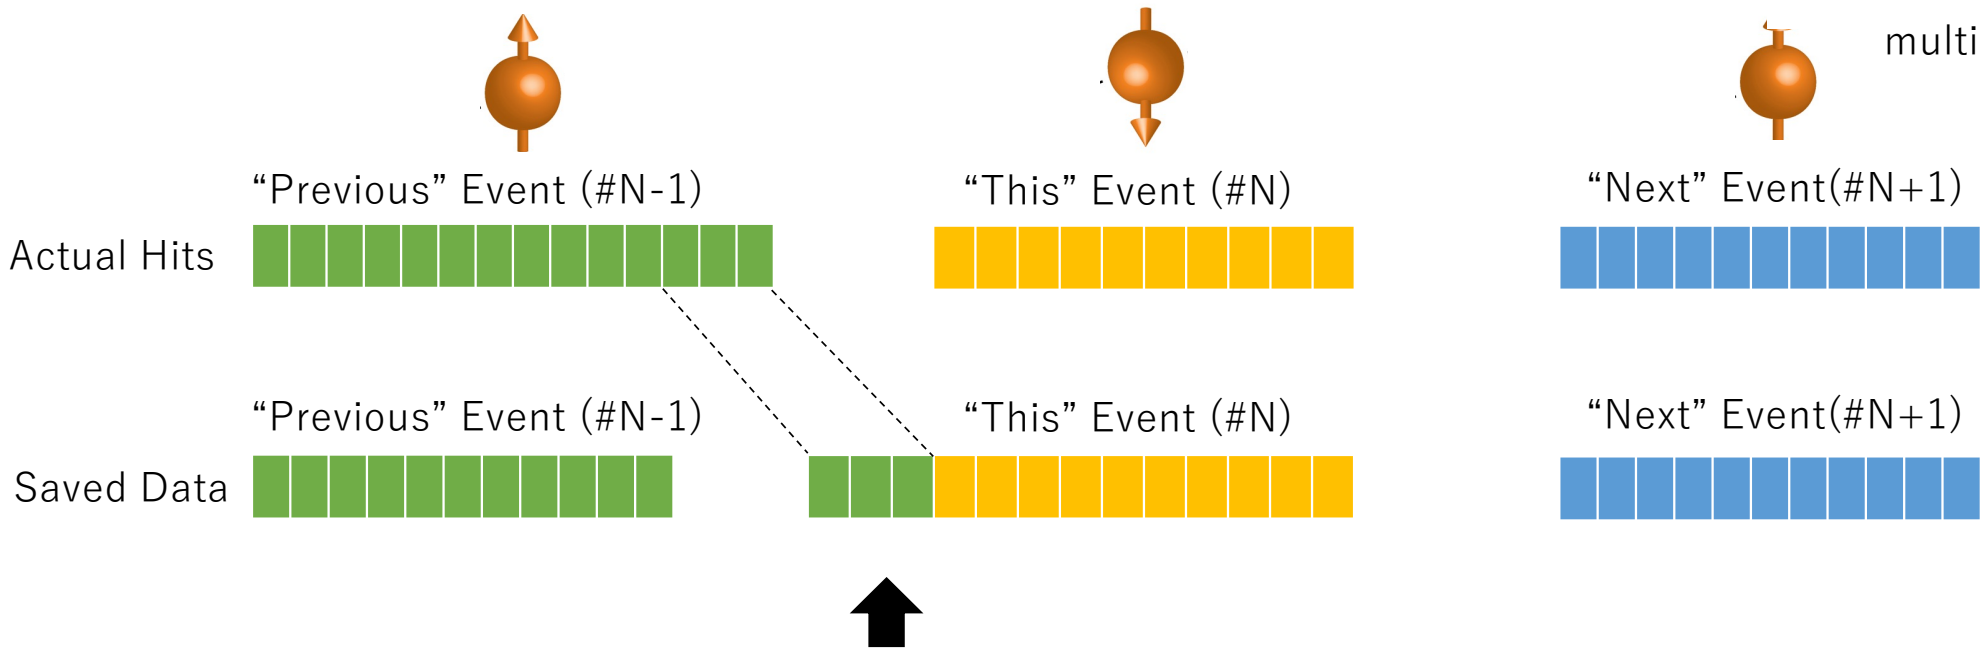 multi
“Previous” Event (#N-1)
“This” Event (#N)
“Next” Event(#N+1)
Actual Hits
“Previous” Event (#N-1)
“This” Event (#N)
“Next” Event(#N+1)
Saved Data